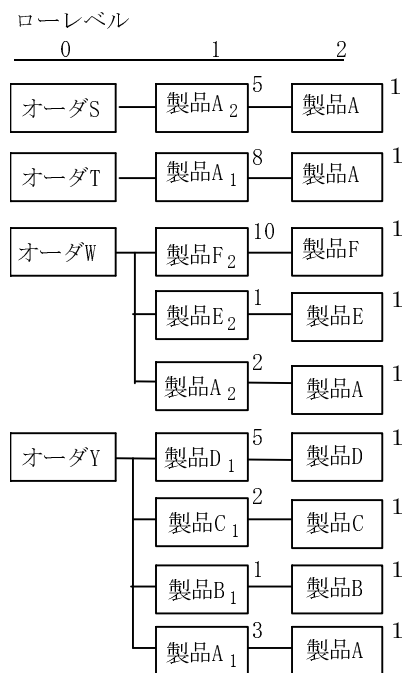 ローレベル
0 1 2
オーダS 製品A2 5 製品A 1
オーダT 製品A1 8 製品A 1
オーダW 製品F2 10 製品F 1
製品E2 1 製品E 1
製品A2 2 製品A 1
オーダY 製品D1 5 製品D 1
製品C1 2 製品C 1
製品B1 1 製品B 1
製品A1 3 製品A 1